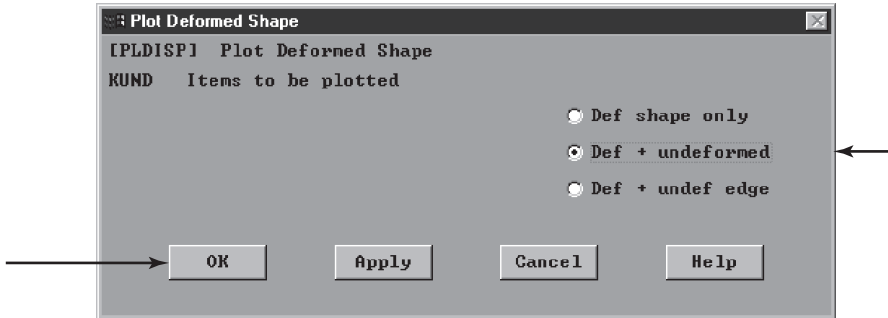 Plot Deformed Shape
[PLDISP] Plot Deformed Shape
KUND Items to be plotted
Def shape only
Def + undeformed
Def + undef edge
OK Apply Cancel Help